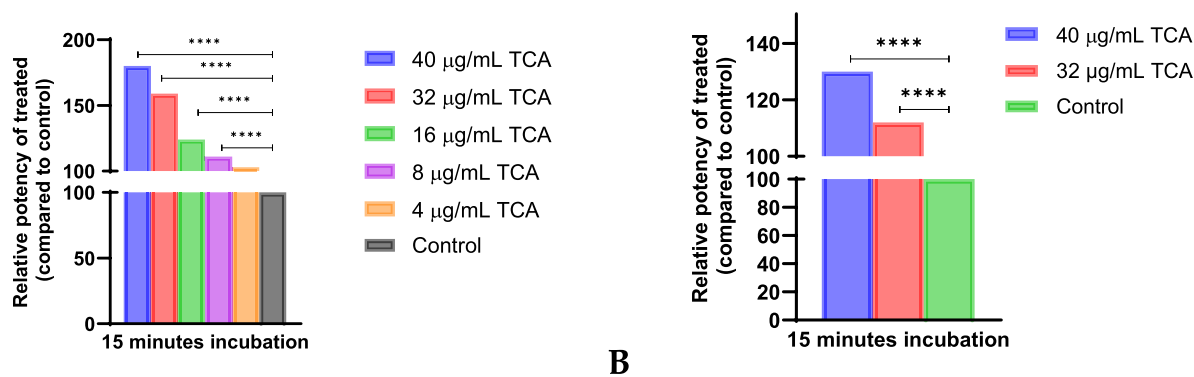 Relative potency of treated
(compared to control)
200
150
100
100
50
0
****
****
****
****
15 minutes incubation
40 μg/mL TCA
32 μg/mL TCA
16 μg/mL TCA
8 μg/mL TCA
4 μg/mL TCA
Control
B
Relative potency of treated
(compared to control)
140
120
100
100
80
60
40
20
0
****
****
15 minutes incubation
40 μg/mL TCA
32 μg/mL TCA
Control